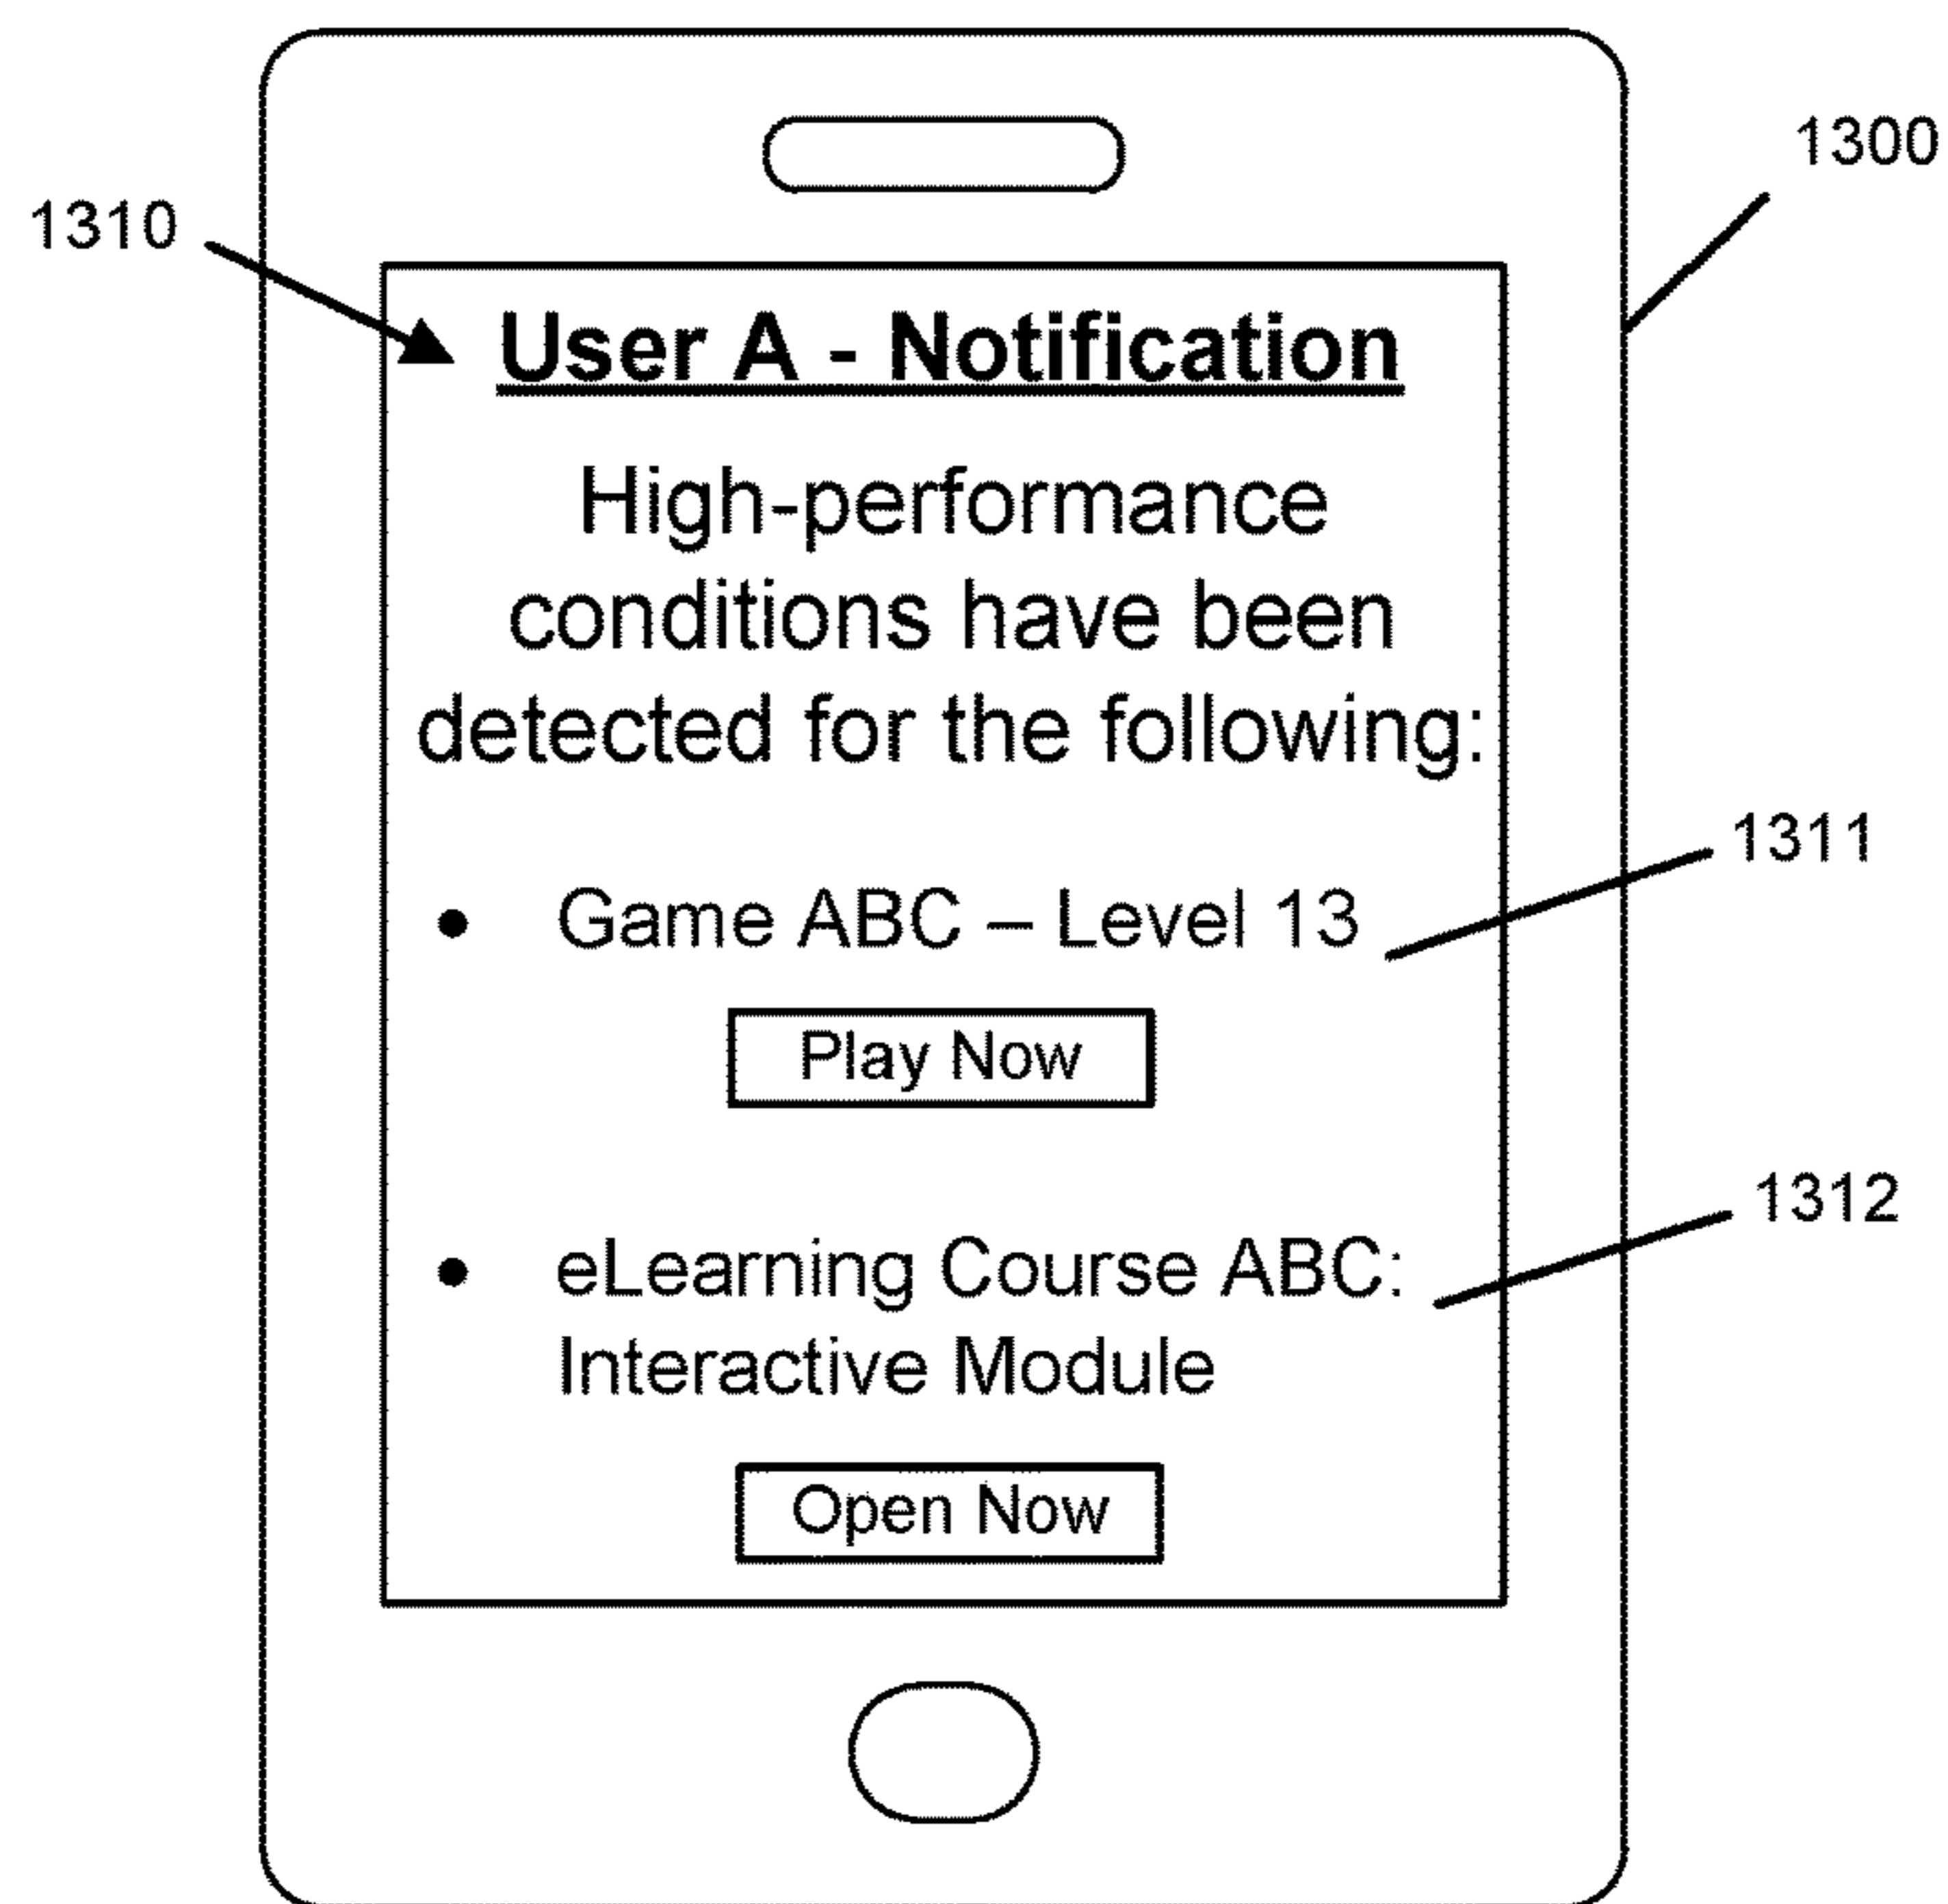 1300
1310
User A - Notification
High-performance
conditions have been
detected for the following:
1311
• Game ABC – Level 13
Play Now
1312
• eLearning Course ABC:
Interactive Module
Open Now